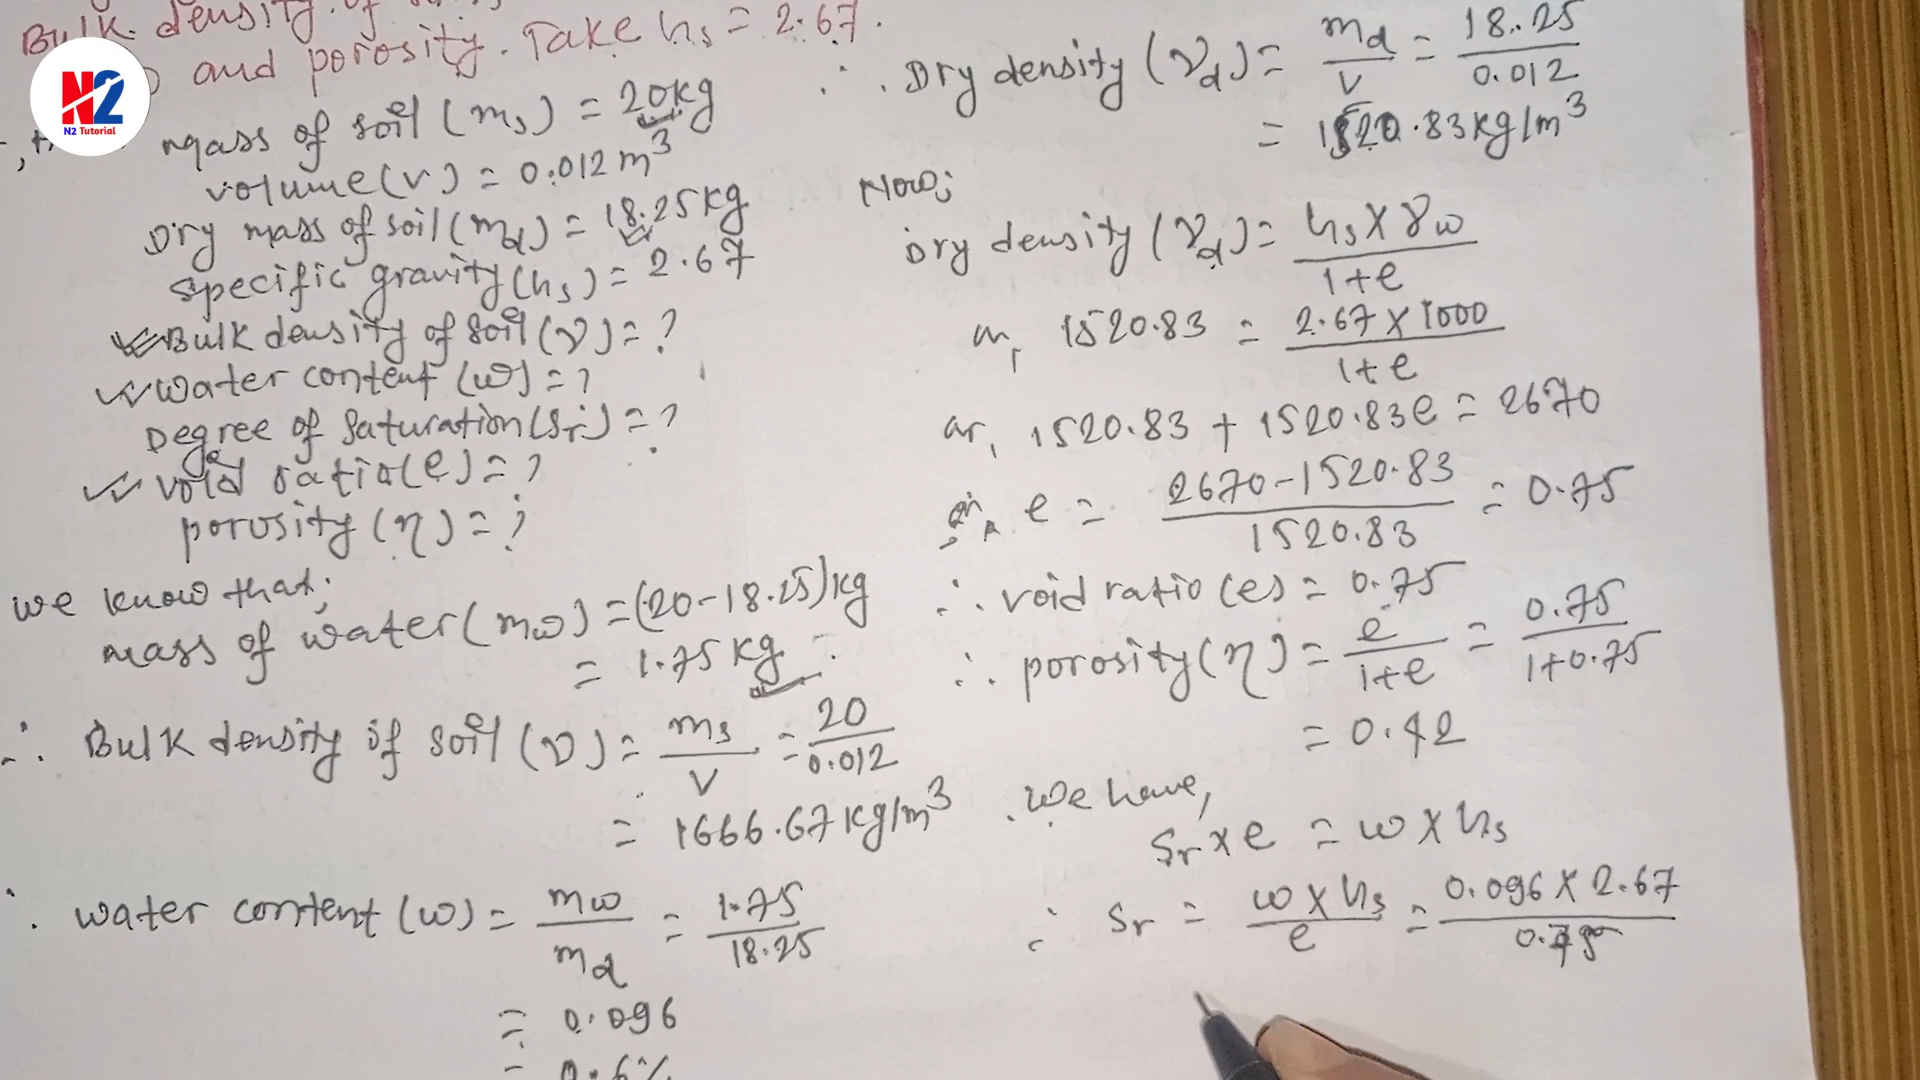 Bulk density of
and porosity. Take Gs = 2.67.
N2
N2 Tutorial
mass of soil (ms) = 20kg
volume(v) = 0.012 m³
Dry mass of soil (md) = 18.25 kg
specific gravity (Gs) = 2.67
Bulk density of soil (γ) = ?
water content (w) = ?
Degree of saturation (Sr) = ?
void ratio (e) = ?
porosity (η) = ?
we know that;
mass of water (mw) = (20-18.25) kg
= 1.75 kg
∴ Bulk density of soil (γ) = ms/v = 20/0.012
= 1666.67 kg/m³
∴ water content (w) = mw/md = 1.75/18.25
= 0.096
∴ Dry density (γd) = md/v = 18.25/0.012
= 1520.83 kg/m³
Now;
Dry density (γd) = Gs x γw/1+e
or, 1520.83 = 2.67 x 1000/1+e
or, 1520.83 + 1520.83e = 2670
or, e = 2670-1520.83/1520.83 = 0.75
∴ void ratio (e) = 0.75
∴ porosity (η) = e/1+e = 0.75/1+0.75
= 0.42
We have,
Sr x e = w x Gs
∴ Sr = w x Gs/e = 0.096 x 2.67/0.75